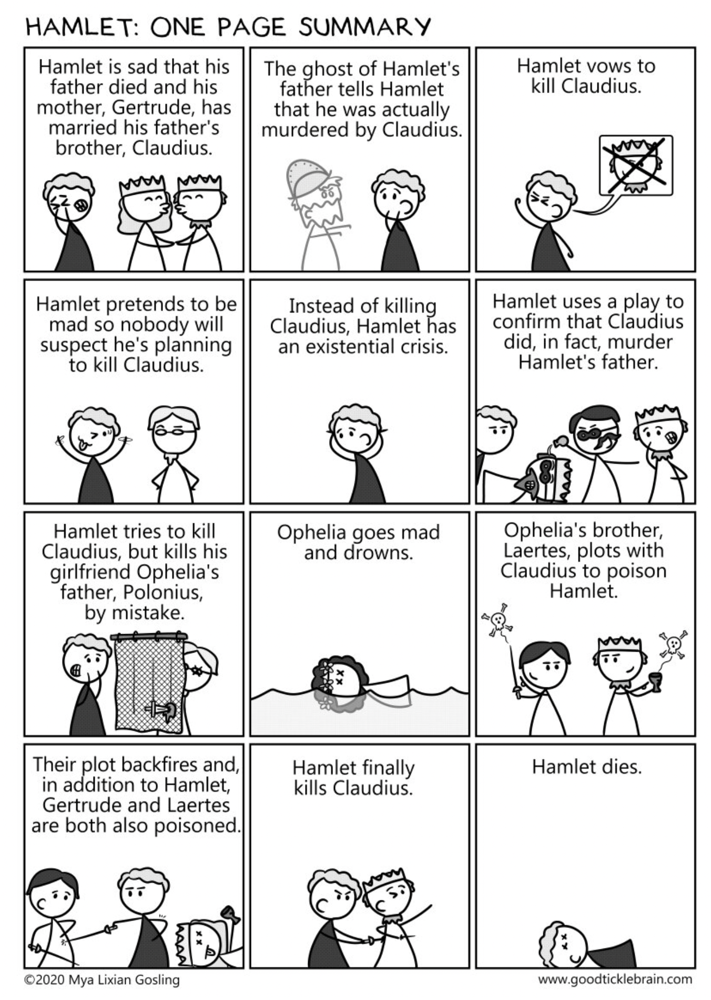 HAMLET: ONE PAGE SUMMARY
Hamlet is sad that his
father died and his
mother, Gertrude, has
married his father's
brother, Claudius.
The ghost of Hamlet's
father tells Hamlet
that he was actually
murdered by Claudius.
Hamlet vows to
kill Claudius.
Hamlet pretends to be
mad so nobody will
suspect he's planning
to kill Claudius.
Instead of killing
Claudius, Hamlet has
an existential crisis.
Hamlet uses a play to
confirm that Claudius
did, in fact, murder
Hamlet's father.
Hamlet tries to kill
Claudius, but kills his
girlfriend Ophelia's
father, Polonius,
by mistake.
Ophelia goes mad
and drowns.
Ophelia's brother,
Laertes, plots with
Claudius to poison
Hamlet.
Their plot backfires and,
in addition to Hamlet,
Gertrude and Laertes
are both also poisoned.
Hamlet finally
kills Claudius.
Hamlet dies.
©2020 Mya Lixian Gosling
www.goodticklebrain.com